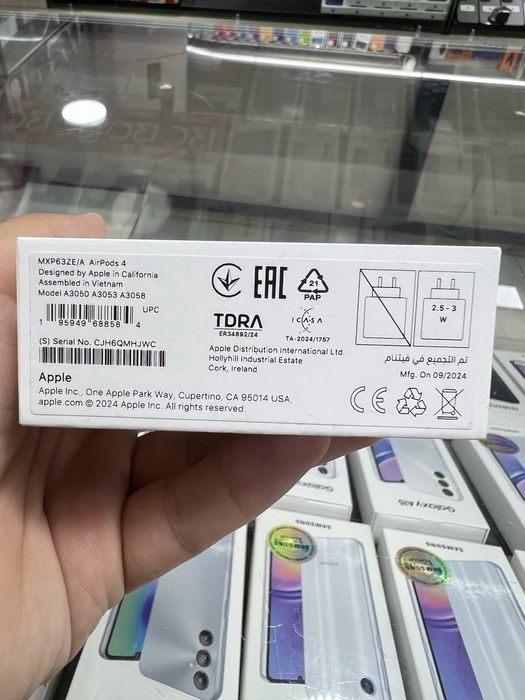 MXP63ZE/A AirPods 4
Designed by Apple in California
Assembled in Vietnam
Model A3050 A3053 A3058
UPC
1 95949 68858 4
(S) Serial No. CJH6QMHJWC
Apple
Apple Inc., One Apple Park Way, Cupertino, CA 95014 USA.
apple.com © 2024 Apple Inc. All rights reserved
EAC
21
PAP
TDRA
ER34892/24
ICASA
TA-2024/1757
Apple Distribution International Ltd.
Hollyhill Industrial Estate
Cork, Ireland
2.5 - 3
W
تم التجميع في فيتنام
Mfg. On 09/2024
CE
Galaxy A15
SAMSUNG
SAMSUNG